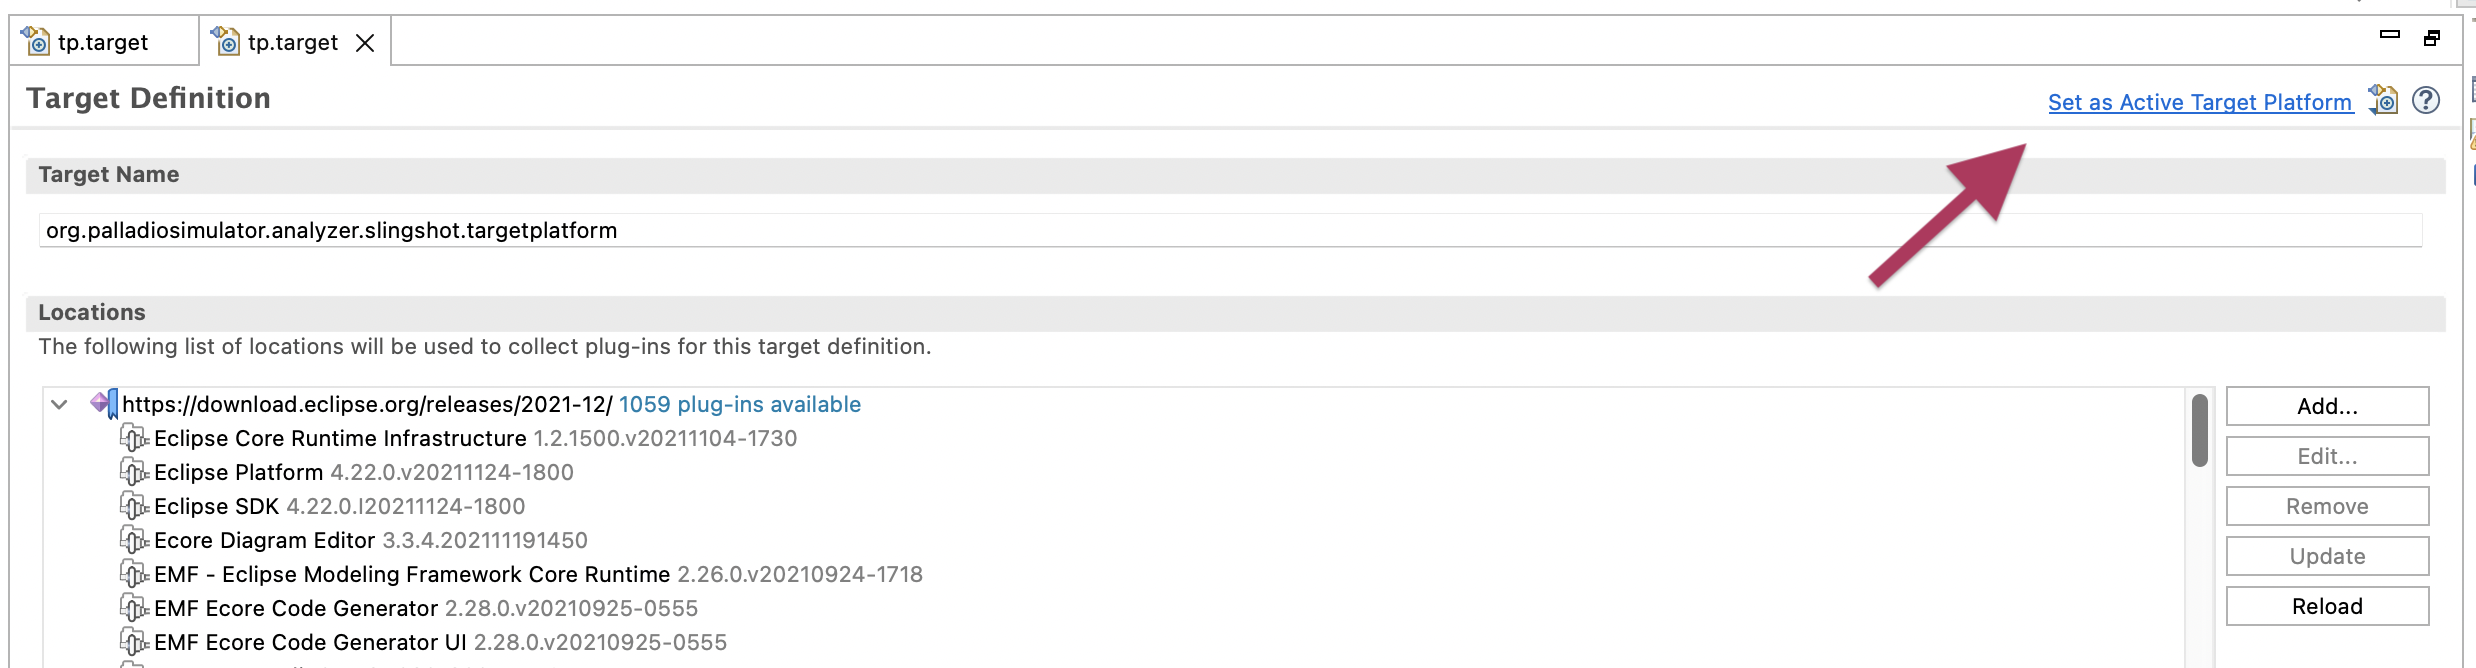 tp.target
tp.target
Target Definition
Set as Active Target Platform
Target Name
org.palladiosimulator.analyzer.slingshot.targetplatform
Locations
The following list of locations will be used to collect plug-ins for this target definition.
https://download.eclipse.org/releases/2021-12/ 1059 plug-ins available
Eclipse Core Runtime Infrastructure 1.2.1500.v20211104-1730
Eclipse Platform 4.22.0.v20211124-1800
Eclipse SDK 4.22.0.I20211124-1800
Ecore Diagram Editor 3.3.4.202111191450
EMF - Eclipse Modeling Framework Core Runtime 2.26.0.v20210924-1718
EMF Ecore Code Generator 2.28.0.v20210925-0555
EMF Ecore Code Generator UI 2.28.0.v20210925-0555
Add...
Edit...
Remove
Update
Reload